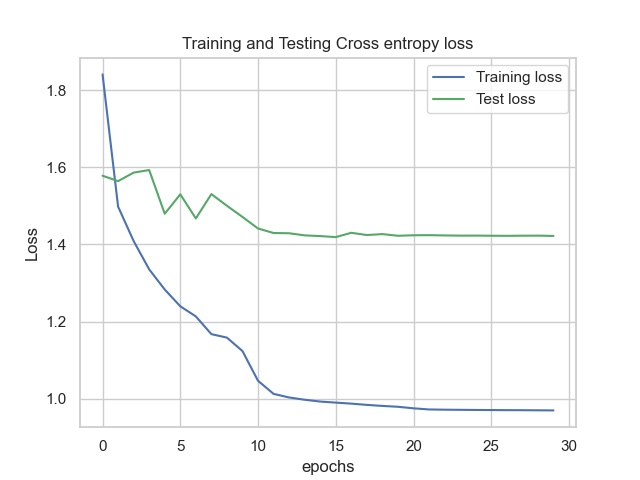 Training and Testing Cross entropy loss
Training loss
Test loss
1.8
1.6
1.4
1.2
1.0
Loss
0 5 10 15 20 25 30
epochs